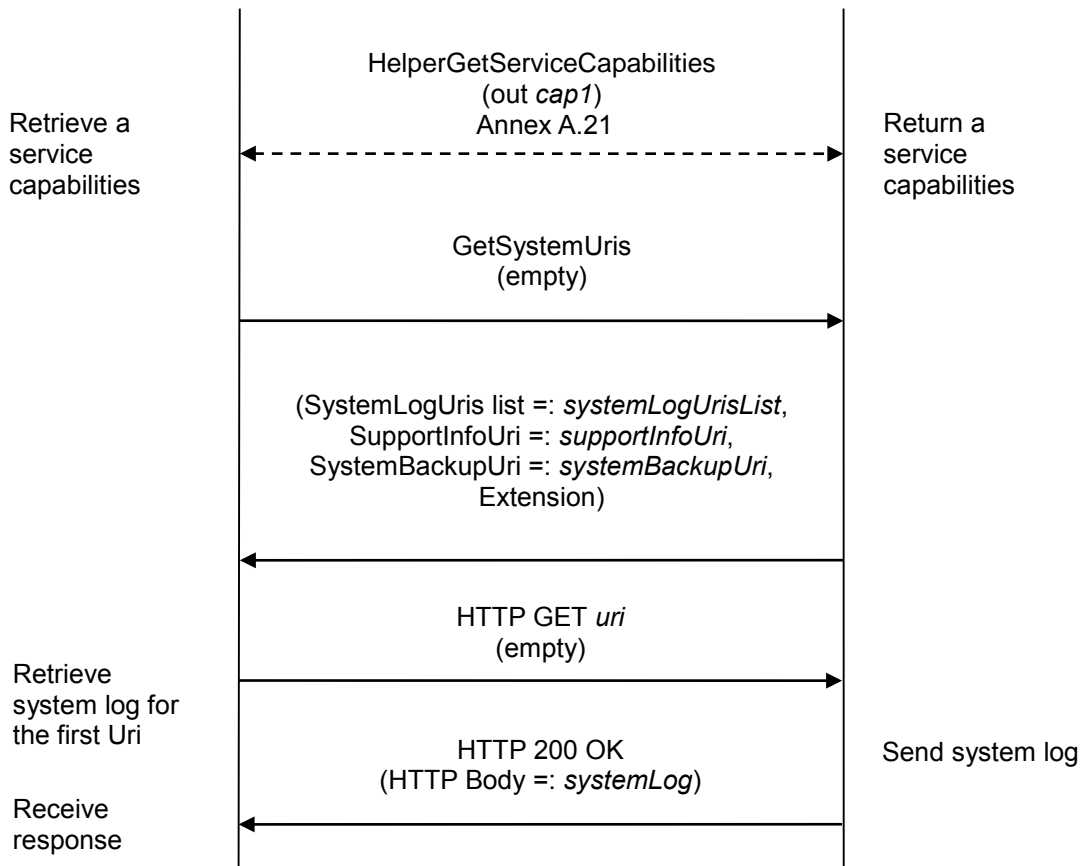 HelperGetServiceCapabilities
(out cap1)
Annex A.21
Retrieve a
service
capabilities
Return a
service
capabilities
GetSystemUris
(empty)
(SystemLogUris list =: systemLogUrisList,
SupportInfoUri =: supportInfoUri,
SystemBackupUri =: systemBackupUri,
Extension)
HTTP GET uri
(empty)
Retrieve
system log for
the first Uri
HTTP 200 OK
(HTTP Body =: systemLog)
Send system log
Receive
response